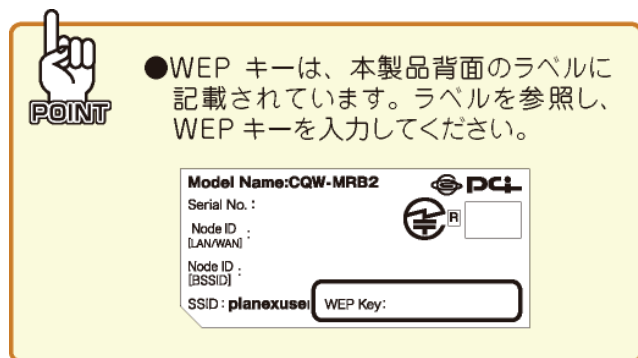 POINT
●WEP キーは、本製品背面のラベルに
記載されています。ラベルを参照し、
WEP キーを入力してください。
Model Name:CQW-MRB2
PCi
Serial No. :
R
Node ID :
[LAN/WAN]
Node ID :
[BSSID]
SSID : planexuser
WEP Key: